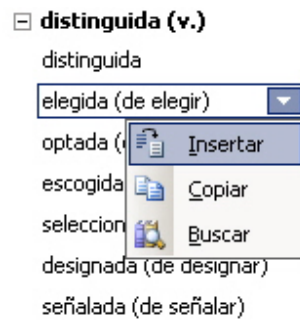 distinguida (v.)
distinguida
elegida (de elegir)
optada (
Insertar
escogida
Copiar
seleccion
Buscar
designada (de designar)
señalada (de señalar)